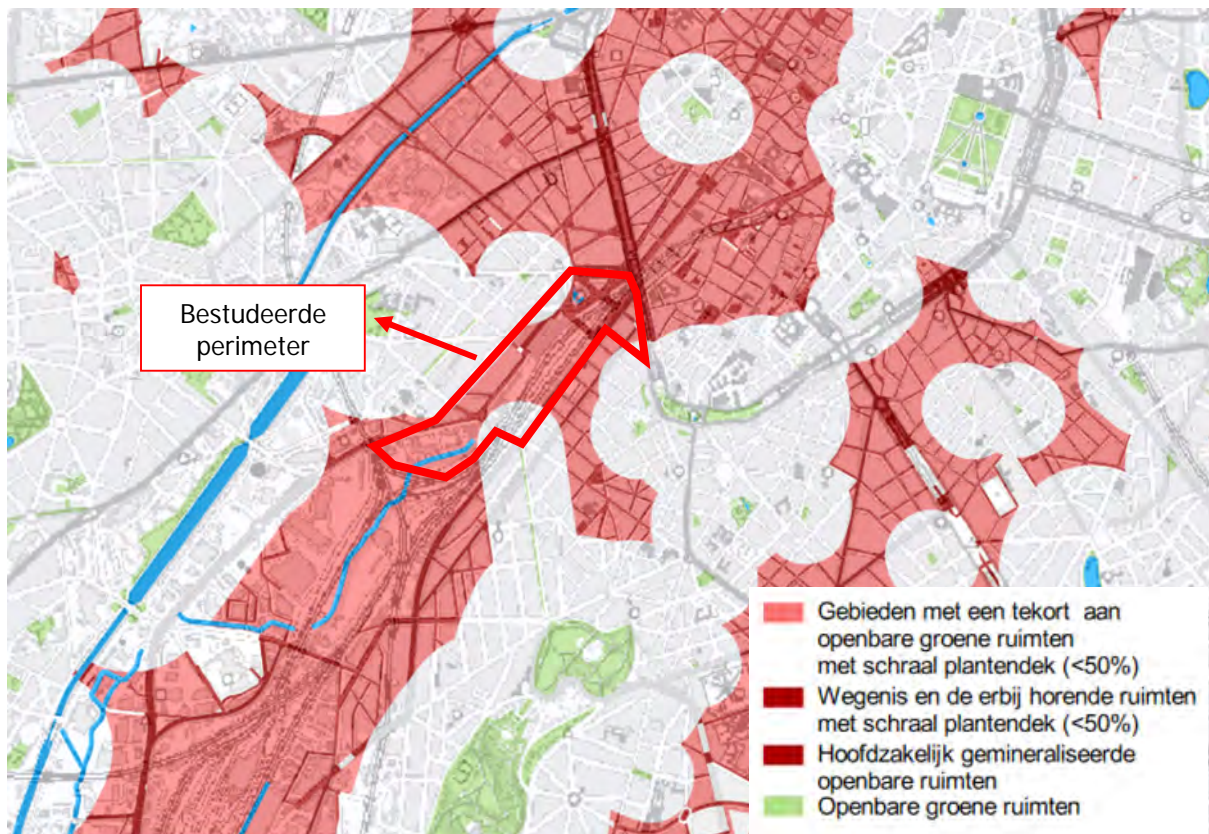 Bestudeerde
perimeter
Gebieden met een tekort aan
openbare groene ruimten
met schraal plantendek (<50%)
Wegenis en de erbij horende ruimten
met schraal plantendek (<50%)
Hoofdzakelijk gemineraliseerde
openbare ruimten
Openbare groene ruimten